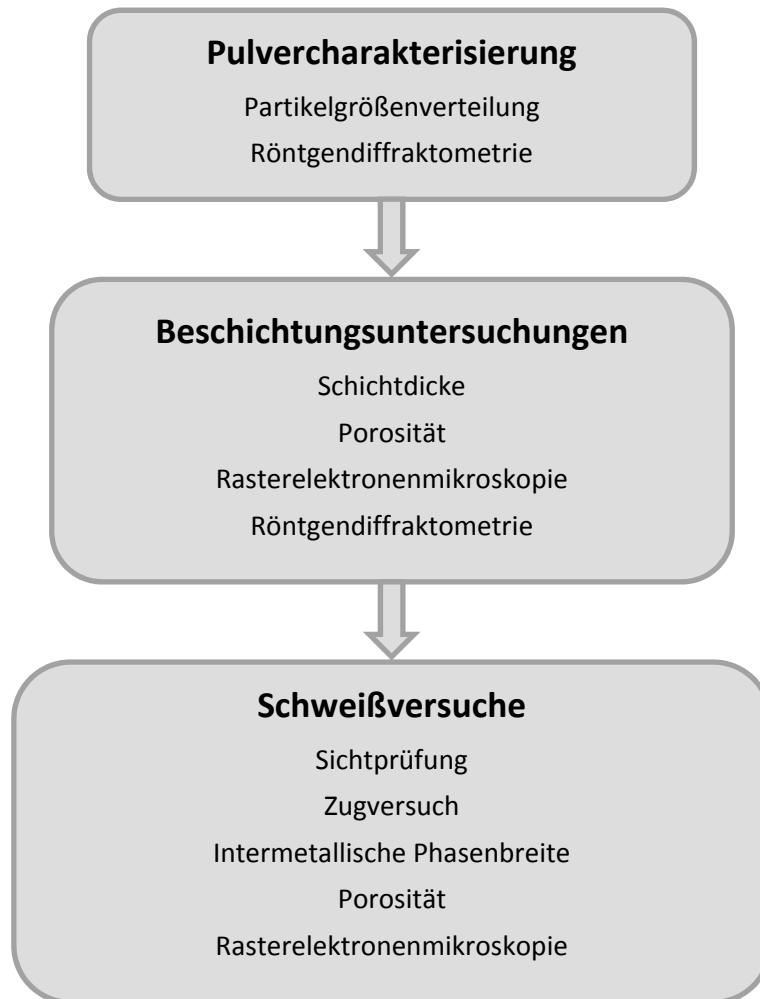 Pulvercharakterisierung
Partikelgrößenverteilung
Röntgendiffraktometrie
Beschichtungsuntersuchungen
Schichtdicke
Porosität
Rasterelektronenmikroskopie
Röntgendiffraktometrie
Schweißversuche
Sichtprüfung
Zugversuch
Intermetallische Phasenbreite
Porosität
Rasterelektronenmikroskopie